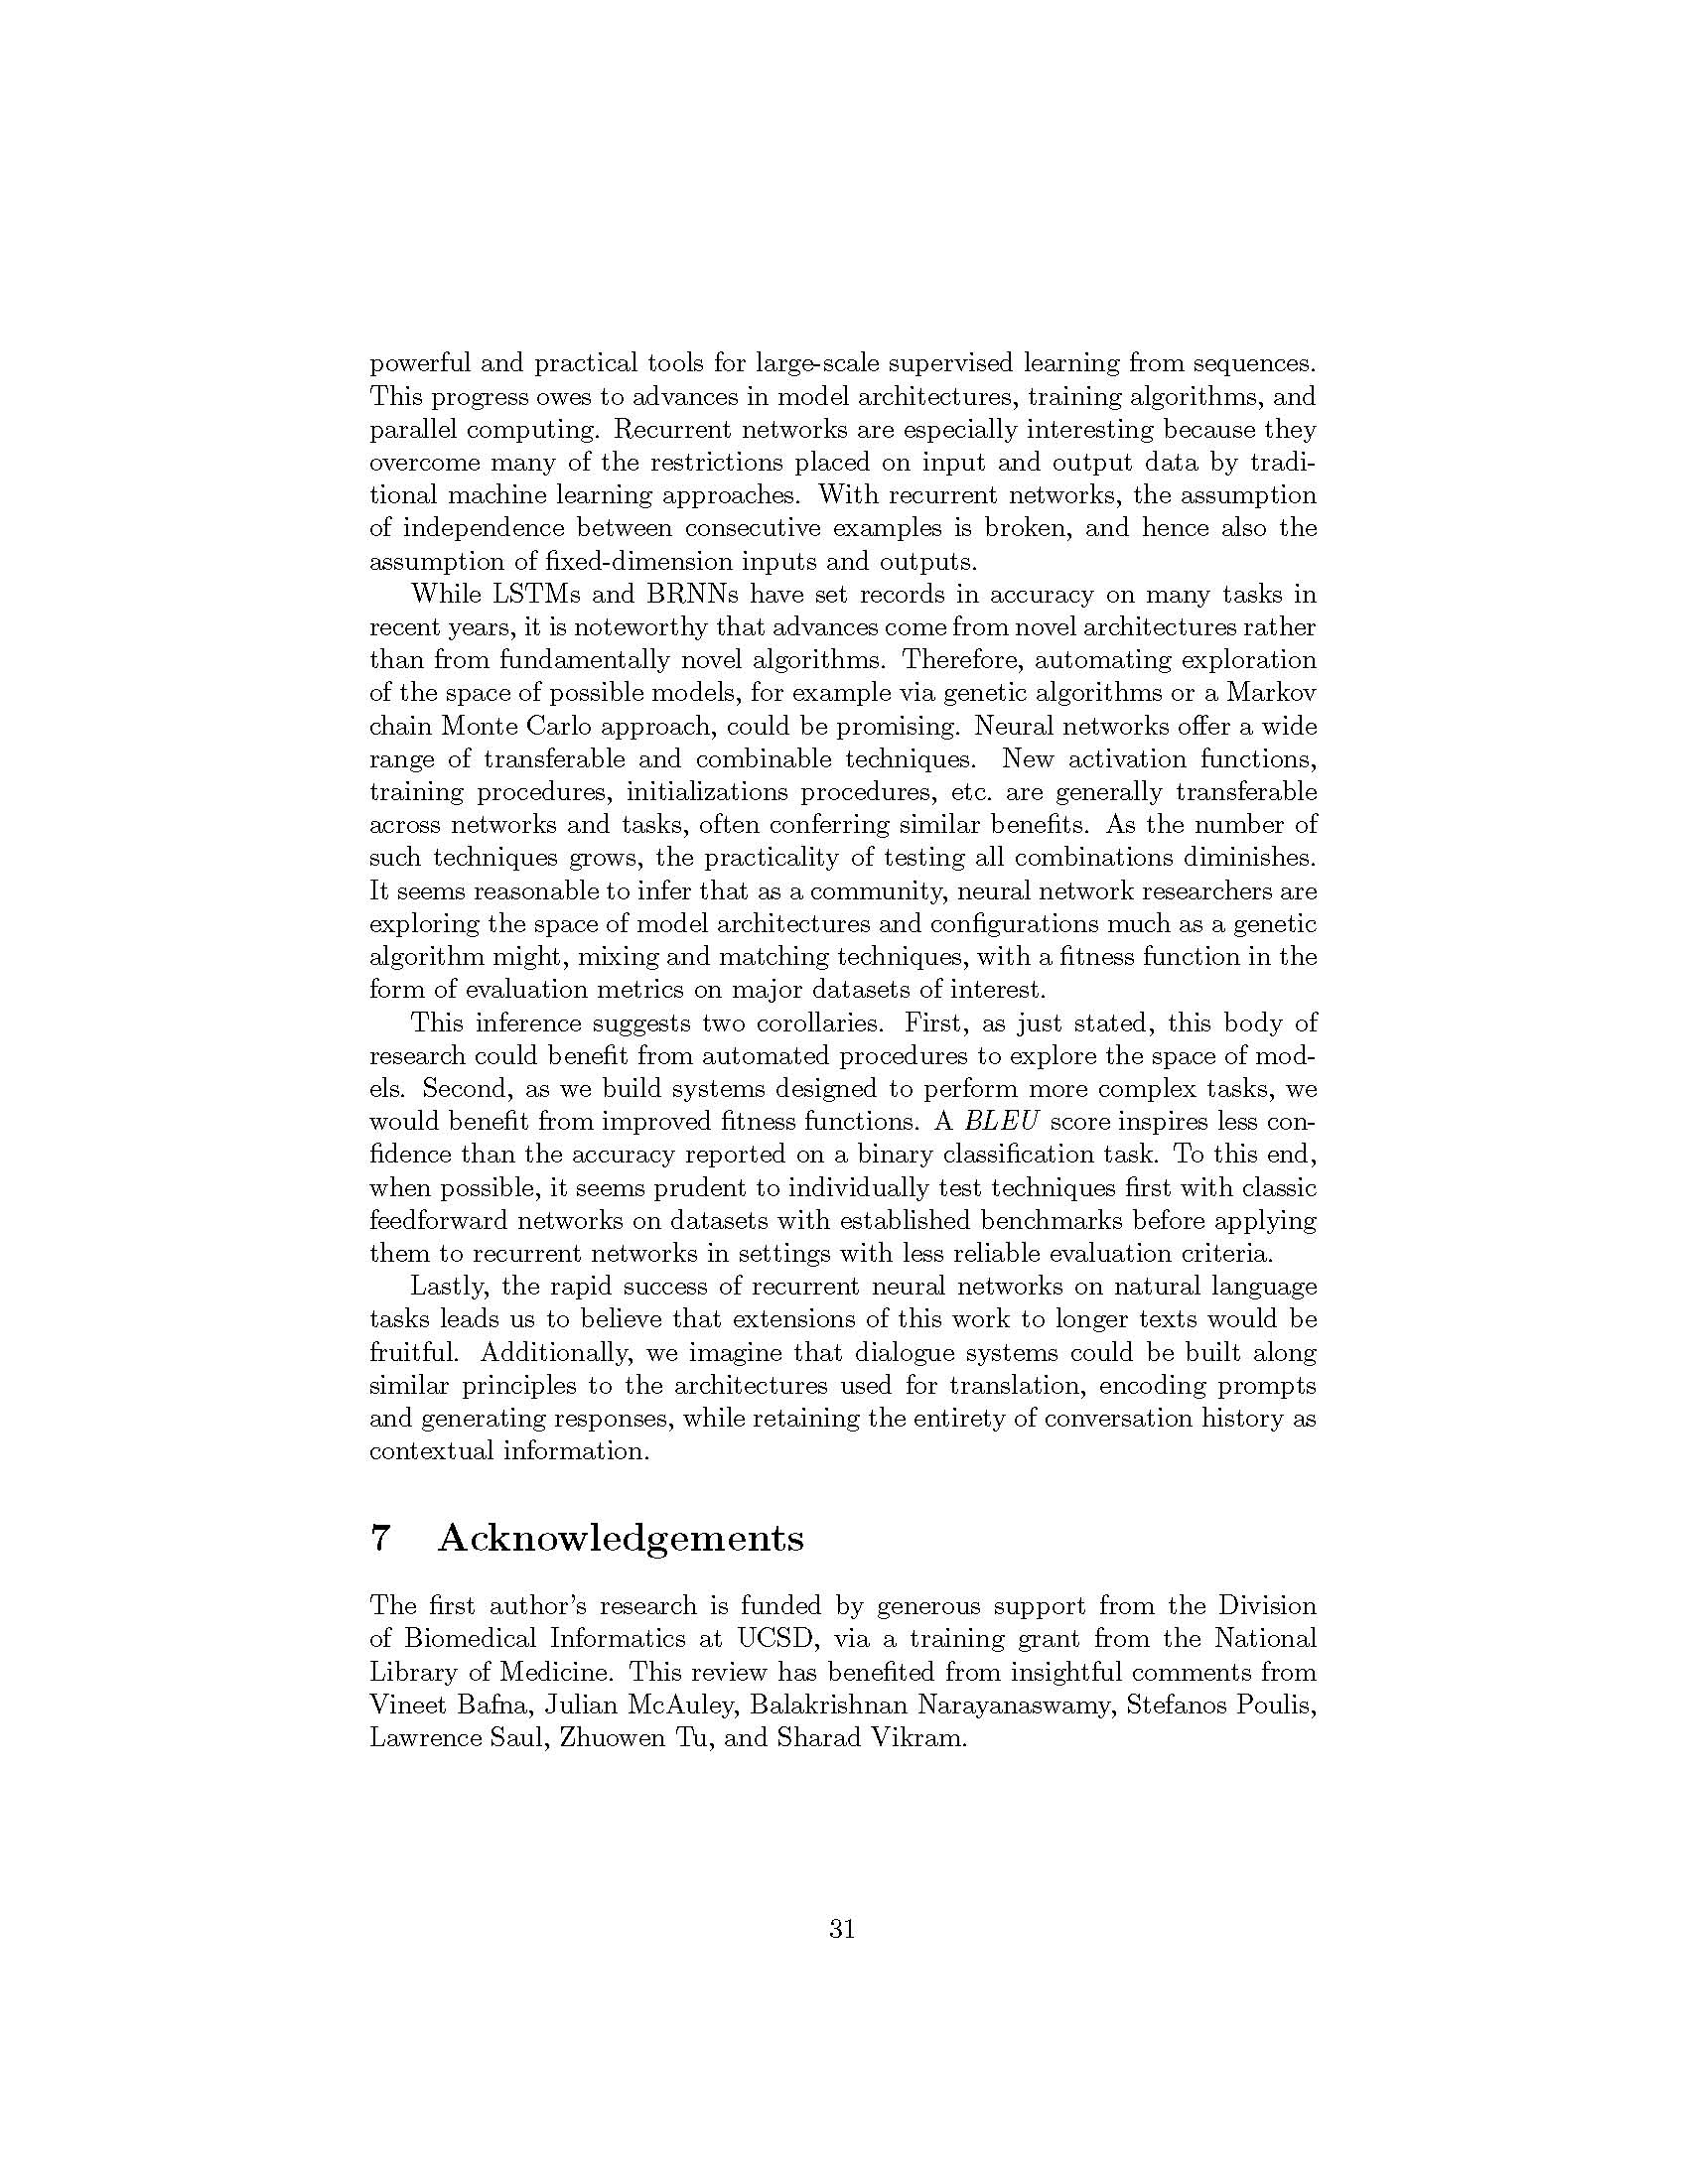 powerful and practical tools for large-scale supervised learning from sequences.
This progress owes to advances in model architectures, training algorithms, and
parallel computing. Recurrent networks are especially interesting because they
overcome many of the restrictions placed on input and output data by tradi-
tional machine learning approaches. With recurrent networks, the assumption
of independence between consecutive examples is broken, and hence also the
assumption of fixed-dimension inputs and outputs.
While LSTMs and BRNNs have set records in accuracy on many tasks in
recent years, it is noteworthy that advances come from novel architectures rather
than from fundamentally novel algorithms. Therefore, automating exploration
of the space of possible models, for example via genetic algorithms or a Markov
chain Monte Carlo approach, could be promising. Neural networks offer a wide
range of transferable and combinable techniques. New activation functions,
training procedures, initializations procedures, etc. are generally transferable
across networks and tasks, often conferring similar benefits. As the number of
such techniques grows, the practicality of testing all combinations diminishes.
It seems reasonable to infer that as a community, neural network researchers are
exploring the space of model architectures and configurations much as a genetic
algorithm might, mixing and matching techniques, with a fitness function in the
form of evaluation metrics on major datasets of interest.
This inference suggests two corollaries. First, as just stated, this body of
research could benefit from automated procedures to explore the space of mod-
els. Second, as we build systems designed to perform more complex tasks, we
would benefit from improved fitness functions. A BLEU score inspires less con-
fidence than the accuracy reported on a binary classification task. To this end,
when possible, it seems prudent to individually test techniques first with classic
feedforward networks on datasets with established benchmarks before applying
them to recurrent networks in settings with less reliable evaluation criteria.
Lastly, the rapid success of recurrent neural networks on natural language
tasks leads us to believe that extensions of this work to longer texts would be
fruitful. Additionally, we imagine that dialogue systems could be built along
similar principles to the architectures used for translation, encoding prompts
and generating responses, while retaining the entirety of conversation history as
contextual information.
7 Acknowledgements
The first author's research is funded by generous support from the Division
of Biomedical Informatics at UCSD, via a training grant from the National
Library of Medicine. This review has benefited from insightful comments from
Vineet Bafna, Julian McAuley, Balakrishnan Narayanaswamy, Stefanos Poulis,
Lawrence Saul, Zhuowen Tu, and Sharad Vikram.
31